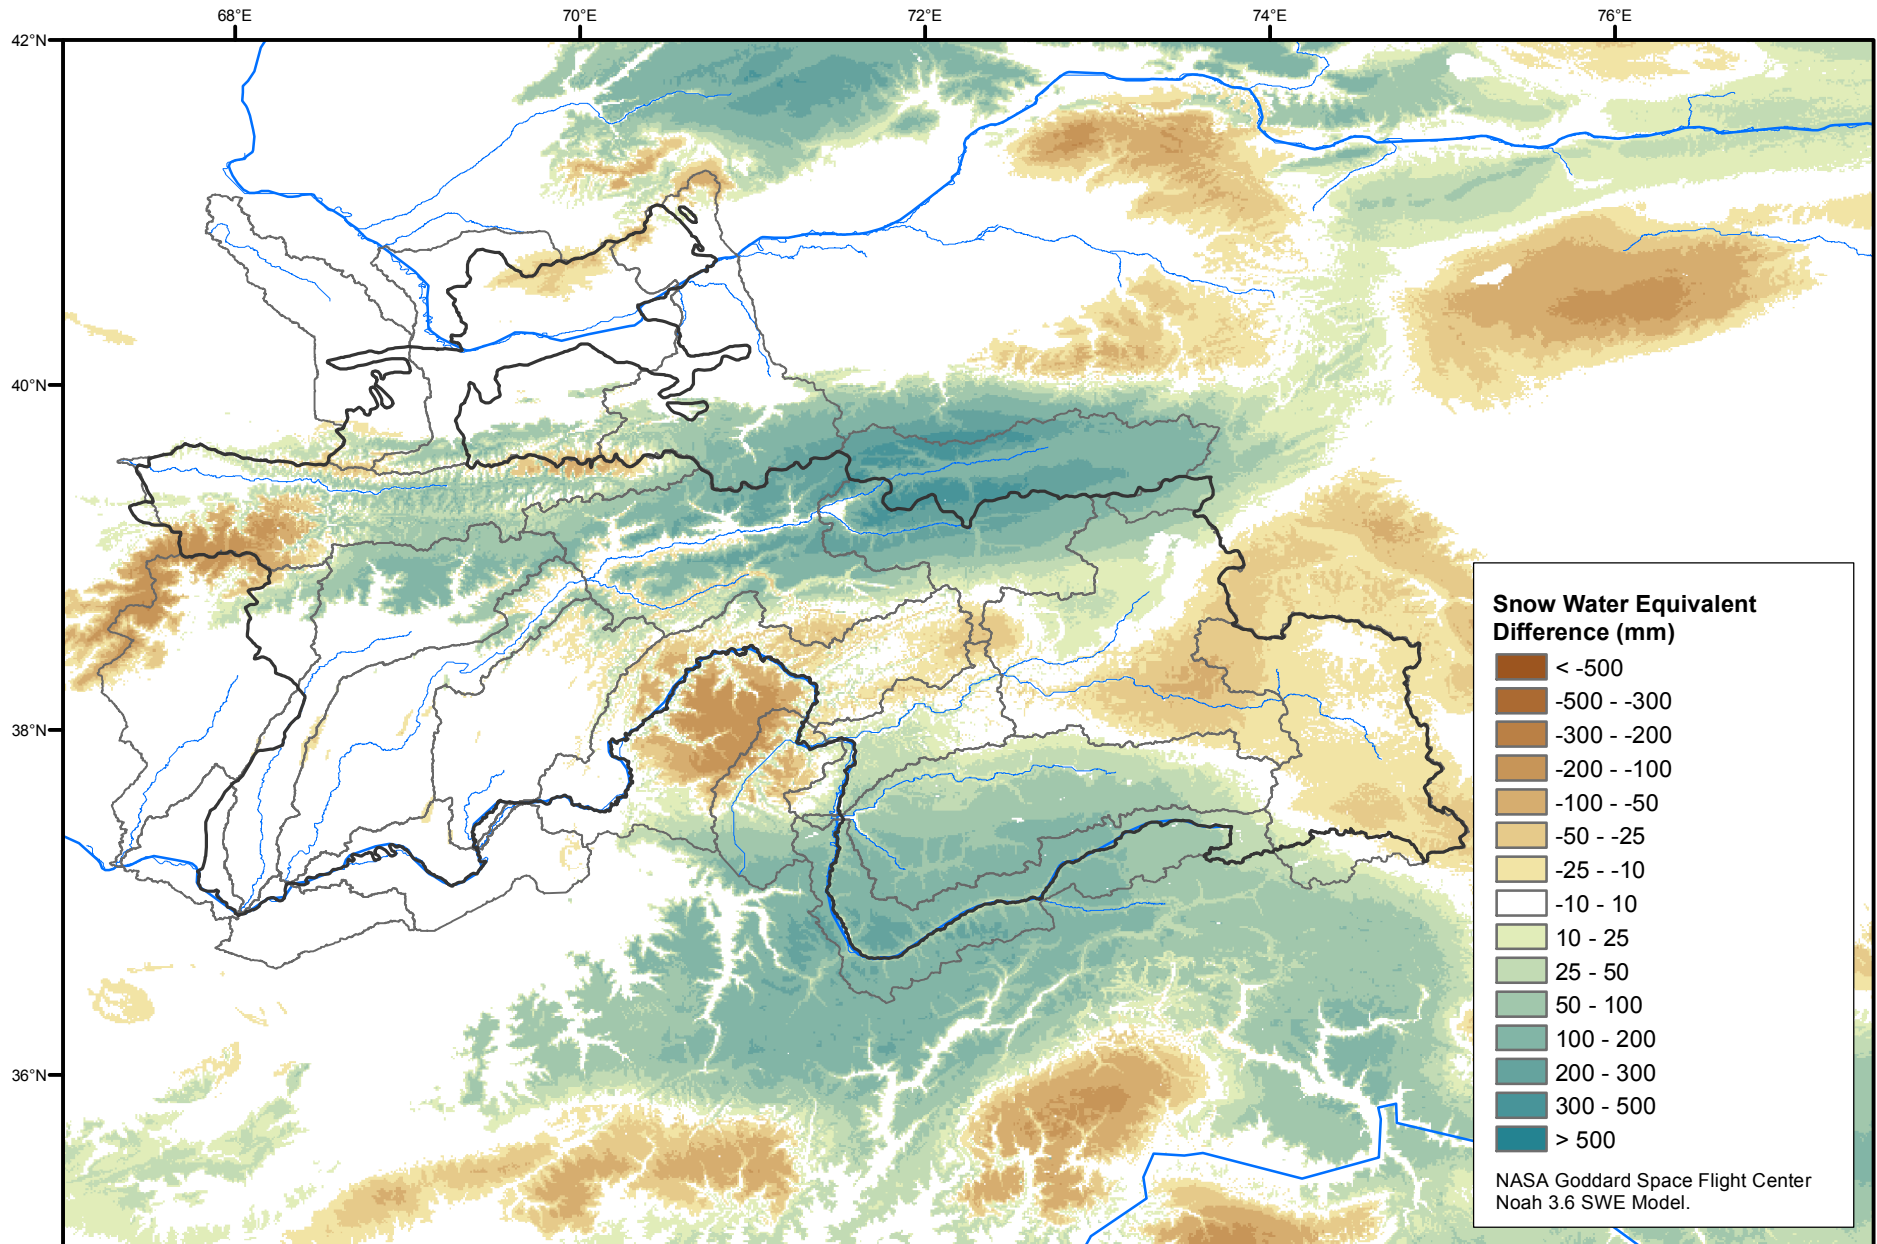 68°E
70°E
72°E
74°E
76°E
42°N
40°N
38°N
36°N
Snow Water Equivalent
Difference (mm)
< -500
-500 - -300
-300 - -200
-200 - -100
-100 - -50
-50 - -25
-25 - -10
-10 - 10
10 - 25
25 - 50
50 - 100
100 - 200
200 - 300
300 - 500
> 500
NASA Goddard Space Flight Center
Noah 3.6 SWE Model.